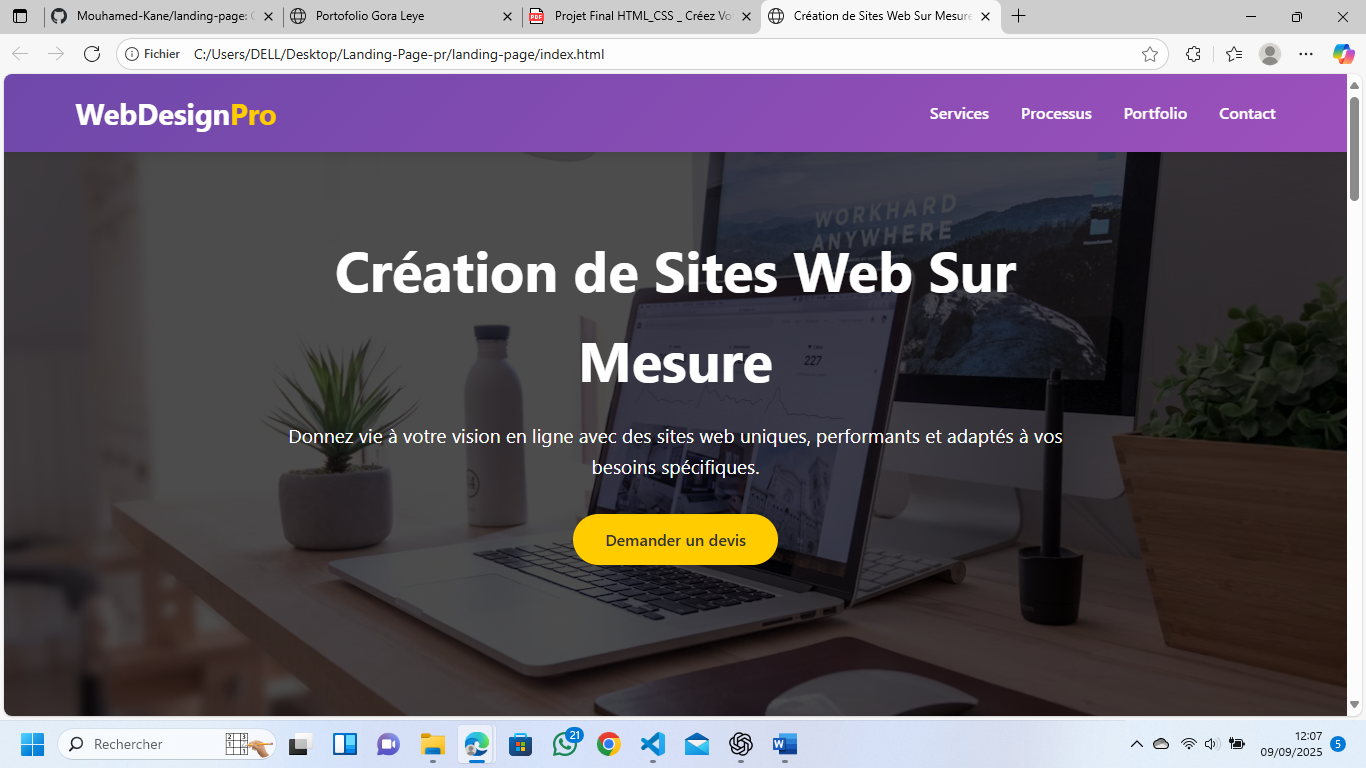 Mouhamed-Kane/landing-page: C
Portofolio Gora Leye
Projet Final HTML_CSS _ Créez Vo
Création de Sites Web Sur Mesure
Fichier
C:/Users/DELL/Desktop/Landing-Page-pr/landing-page/index.html
WebDesignPro
Services
Processus
Portfolio
Contact
WORKHARD
ANYWHERE
Création de Sites Web Sur
Mesure
227
Donnez vie à votre vision en ligne avec des sites web uniques, performants et adaptés à vos
besoins spécifiques.
Demander un devis
Rechercher
21
12:07
09/09/2025
5